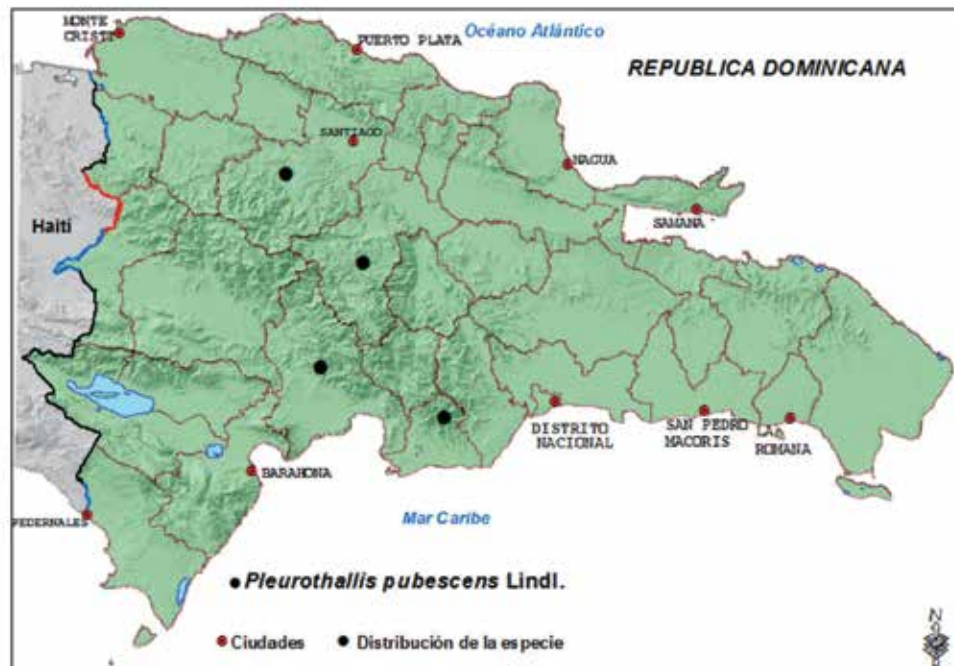 MONTE
CRISTI
PUERTO PLATA
Océano Atlántico
REPUBLICA DOMINICANA
SANTIAGO
NAGUA
SAMANA
Haití
DISTRITO
NACIONAL
SAN PEDRO
MACORIS
LA
ROMANA
BARAHONA
PEDERNALES
Mar Caribe
Pleurothallis pubescens Lindl.
Ciudades
Distribución de la especie
N